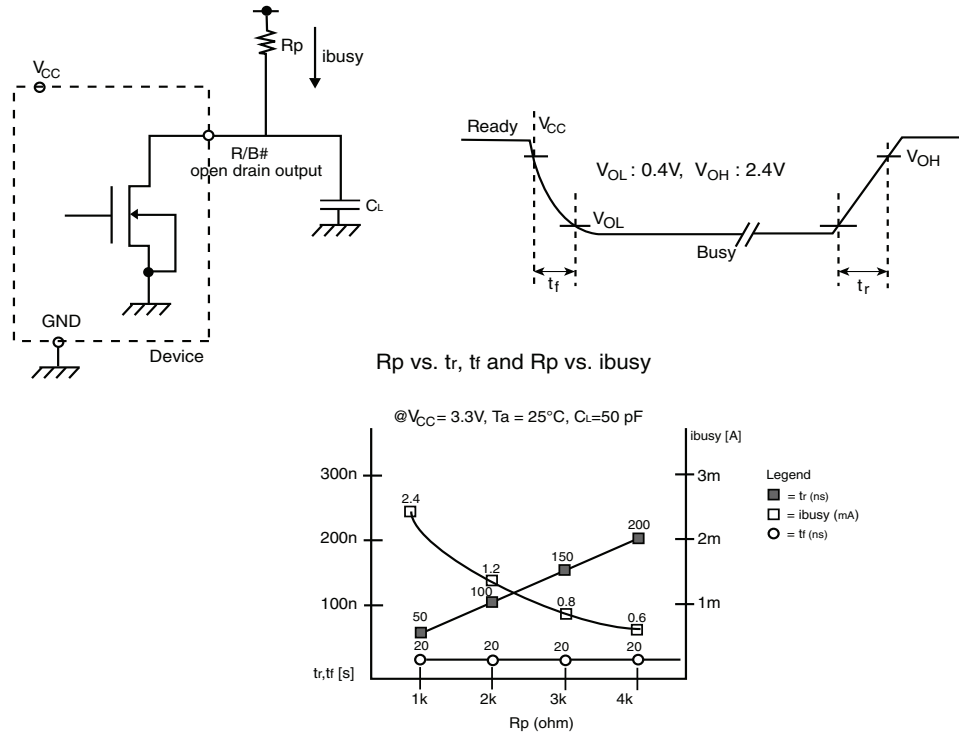 Rp
ibusy
VCC
R/B#
open drain output
CL
GND
Device
Ready
VCC
VOL : 0.4V, VOH : 2.4V
VOH
VOL
Busy
tf
tr
Rp vs. tr, tf and Rp vs. ibusy
@VCC = 3.3V, Ta = 25°C, CL=50 pF
ibusy [A]
300n
3m
200n
2m
100n
1m
2.4
1.2
0.8
0.6
50
100
150
200
20
20
20
20
tr,tf [s]
1k
2k
3k
4k
Rp (ohm)
Legend
= tr (ns)
= ibusy (mA)
= tf (ns)